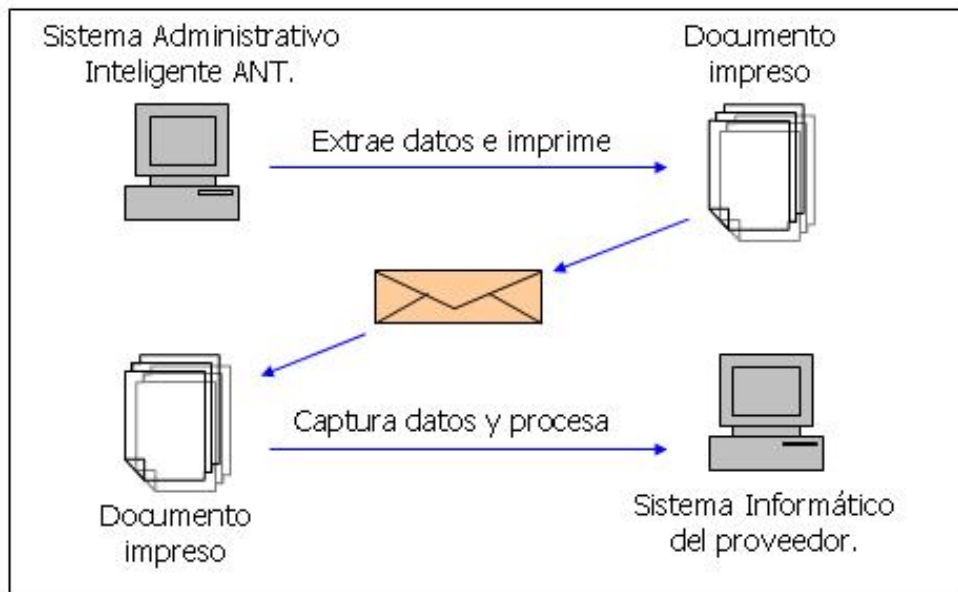 Sistema Administrativo
Inteligente ANT.
Documento
impreso
Extrae datos e imprime
Captura datos y procesa
Documento
impreso
Sistema Informático
del proveedor.